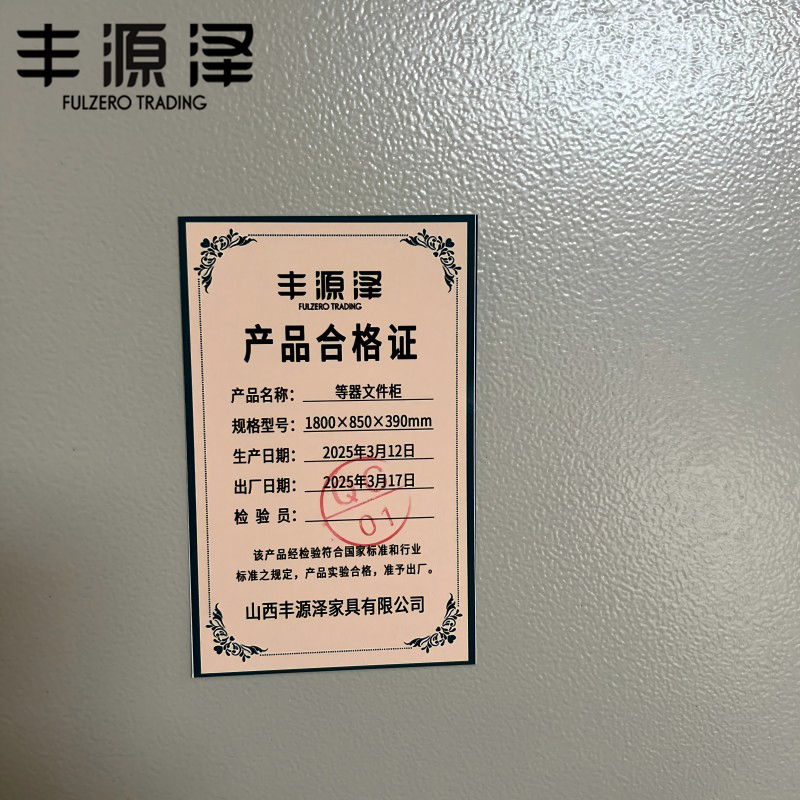 丰源泽
FULZERO TRADING
丰源泽
FULZERO TRADING
产品合格证
产品名称： 等器文件柜
规格型号： 1800×850×390mm
生产日期： 2025年3月12日
出厂日期： 2025年3月17日
检 验 员：
QC
01
该产品经检验符合国家标准和行业
标准之规定，产品实验合格，准予出厂。
山西丰源泽家具有限公司